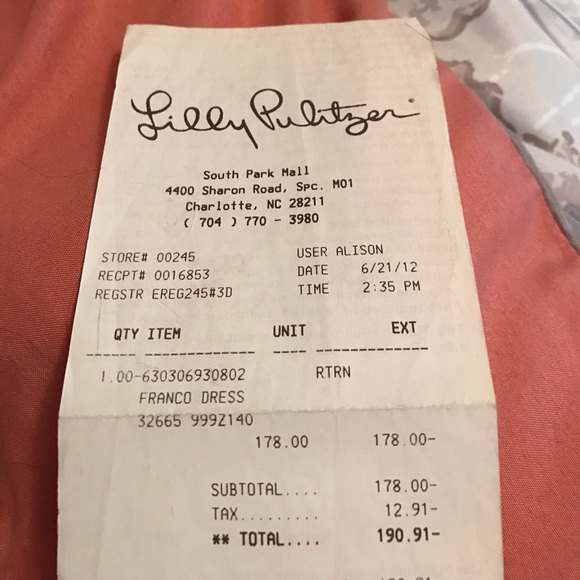 Lilly Pulitzer
South Park Mall
4400 Sharon Road, Spc. M01
Charlotte, NC 28211
( 704 ) 770 - 3980
STORE# 00245 USER ALISON
RECPT# 0016853 DATE 6/21/12
REGSTR EREG245#3D TIME 2:35 PM
QTY ITEM UNIT EXT
1.00-630306930802 RTRN
FRANCO DRESS
32665 999Z140
178.00 178.00-
SUBTOTAL.... 178.00-
TAX......... 12.91-
** TOTAL.... 190.91-